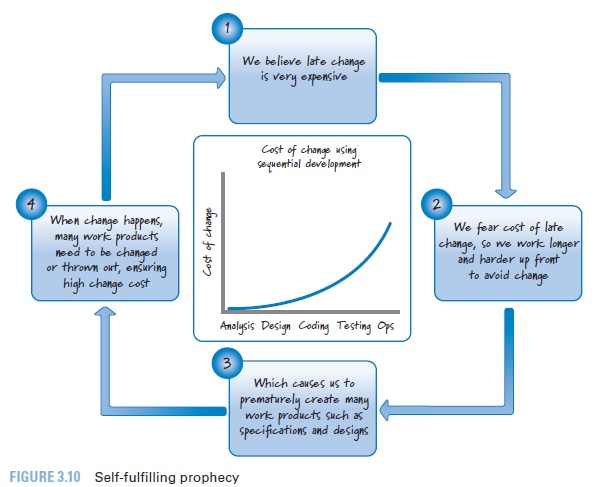 1
We believe late change
is very expensive
2
We fear cost of late
change, so we work longer
and harder up front
to avoid change
3
Which causes us to
prematurely create many
work products such as
specifications and designs
4
When change happens,
many work products
need to be changed
or thrown out, ensuring
high change cost
Cost of change using
sequential development
Cost of change
Analysis Design Coding Testing Ops
FIGURE 3.10 Self-fulfilling prophecy